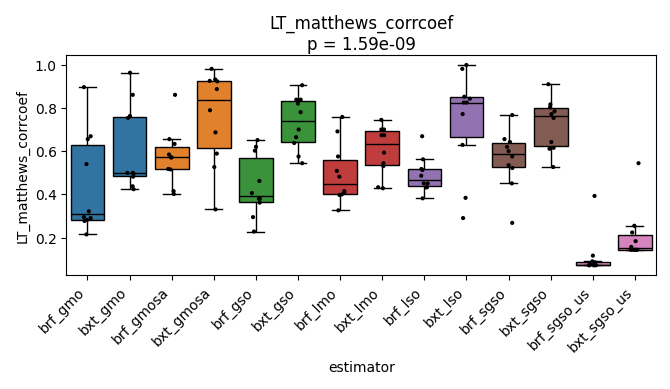 LT_matthews_corrcoef
p = 1.59e-09
LT_matthews_corrcoef
1.0
0.8
0.6
0.4
0.2
brf_gmo
bxt_gmo
brf_gmosa
bxt_gmosa
brf_gso
bxt_gso
brf_lmo
bxt_lmo
brf_lso
bxt_lso
brf_sgso
bxt_sgso
brf_sgso_us
bxt_sgso_us
estimator